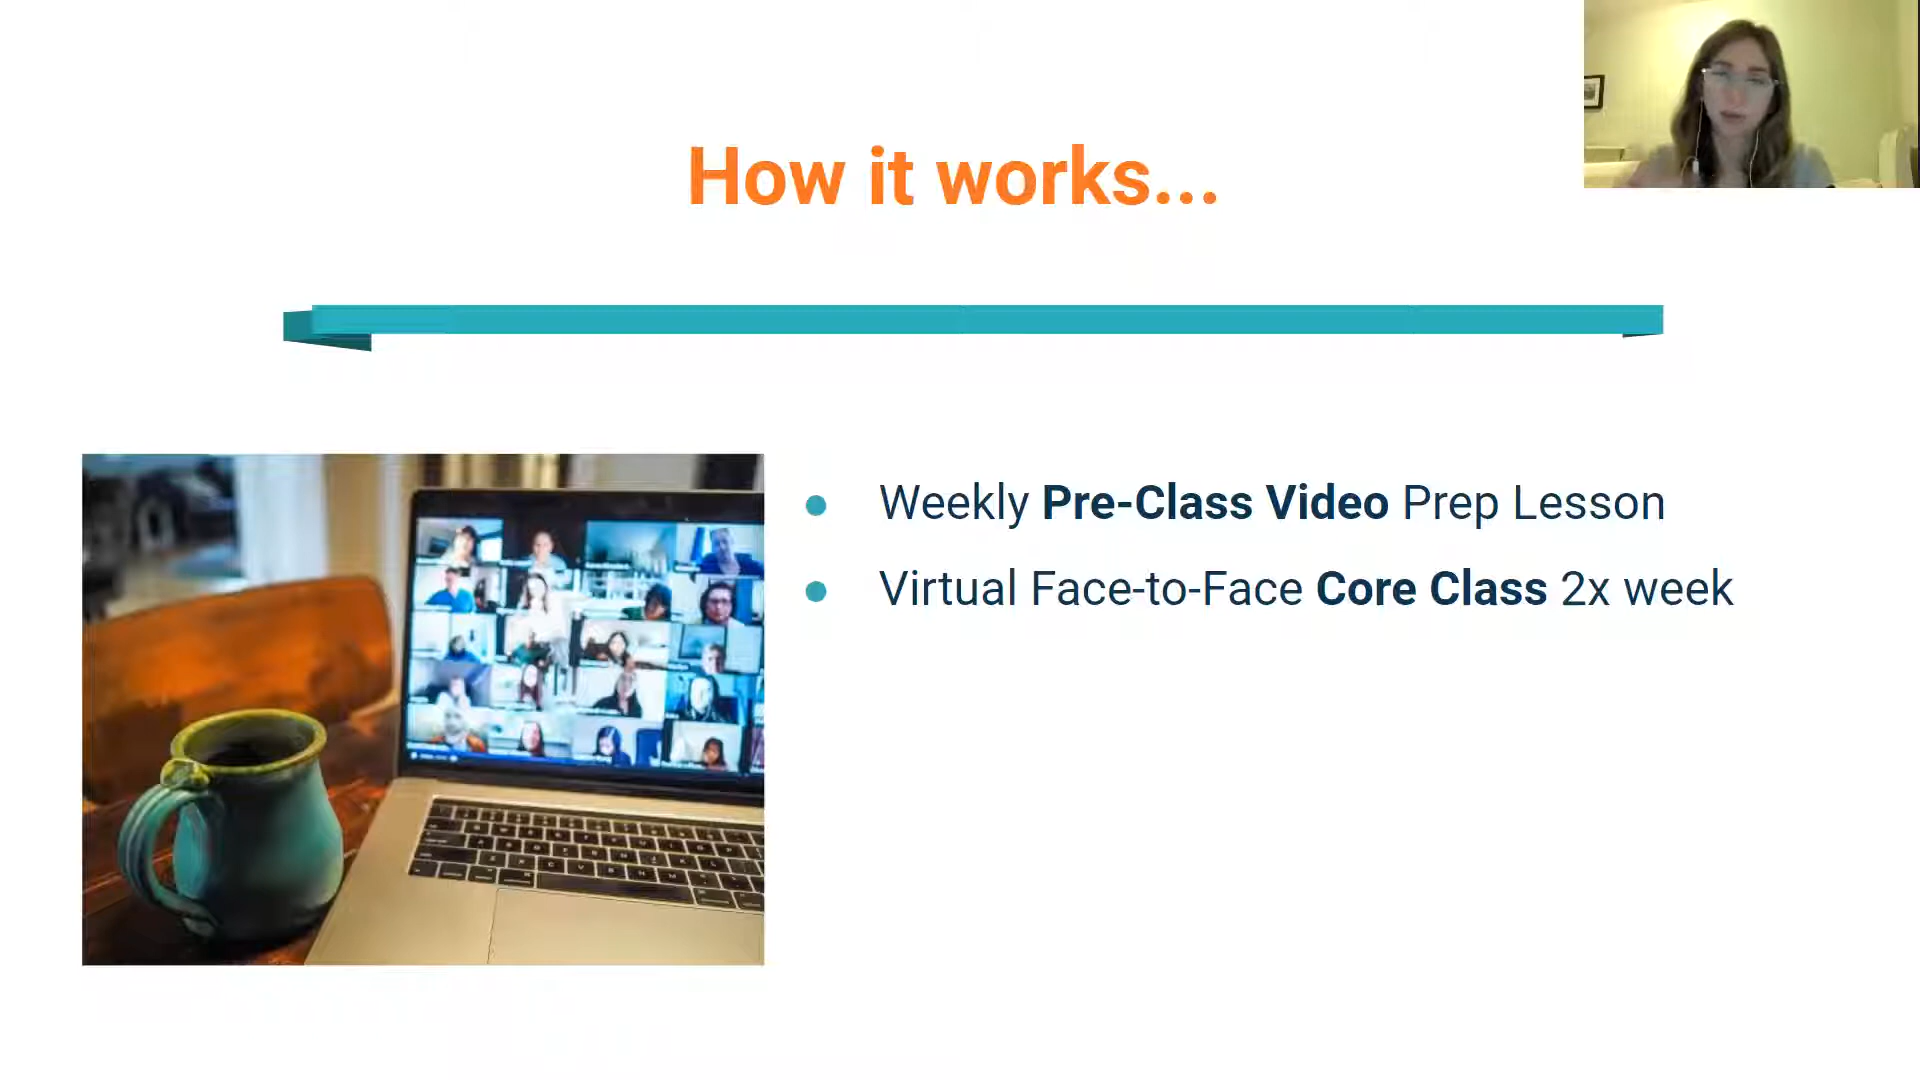 How it works...
Weekly Pre-Class Video Prep Lesson
Virtual Face-to-Face Core Class 2x week